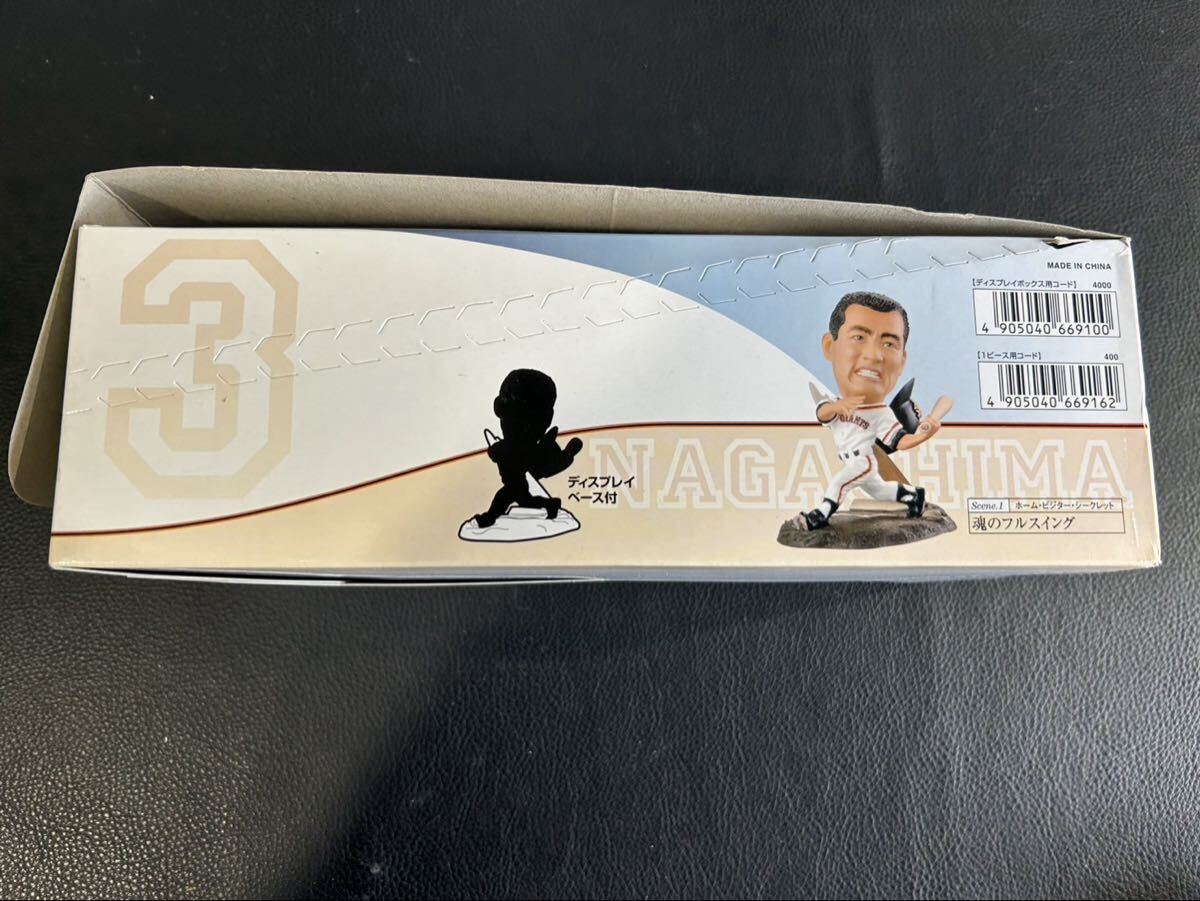 3
MADE IN CHINA
【ディスプレイボックス用コード】 4000
4 905040 669100
【1ピース用コード】 400
4 905040 669162
GIANTS
NAGASHIMA
ディスプレイ
ベース付
Scene.1 ホーム・ビジター・シークレット
魂のフルスイング